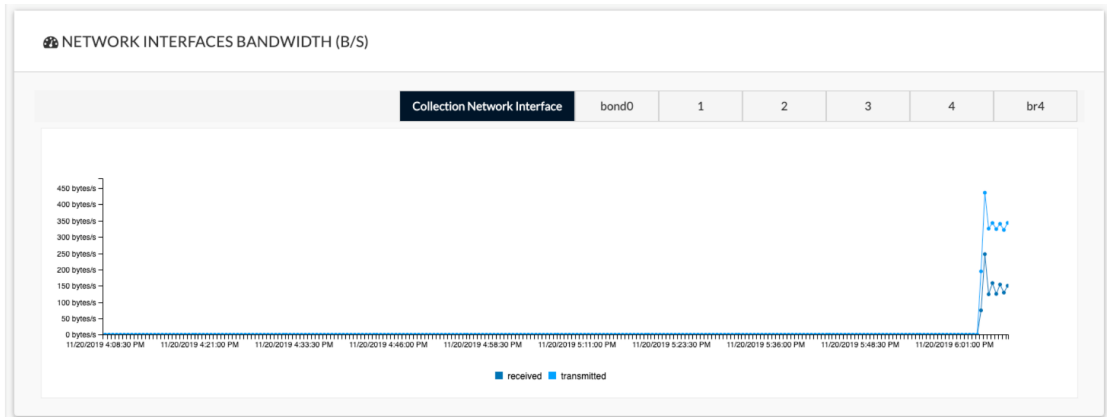 NETWORK INTERFACES BANDWIDTH (B/S)
Collection Network Interface bond0 1 2 3 4 br4
450 bytes/s
400 bytes/s
350 bytes/s
300 bytes/s
250 bytes/s
200 bytes/s
150 bytes/s
100 bytes/s
50 bytes/s
0 bytes/s
11/20/2019 4:08:30 PM 11/20/2019 4:21:00 PM 11/20/2019 4:33:30 PM 11/20/2019 4:46:00 PM 11/20/2019 4:58:30 PM 11/20/2019 5:11:00 PM 11/20/2019 5:23:30 PM 11/20/2019 5:36:00 PM 11/20/2019 5:48:30 PM 11/20/2019 6:01:00 PM
received transmitted